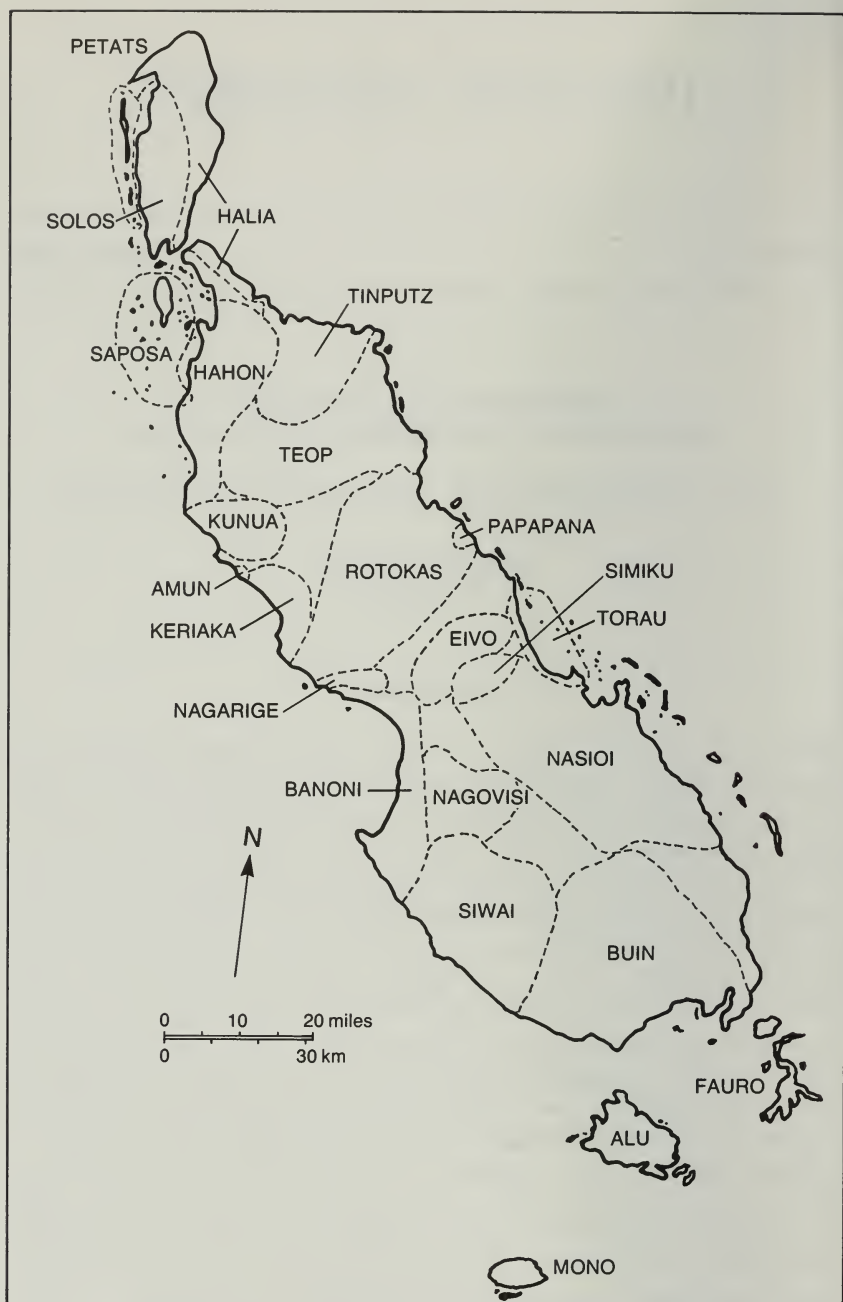 PETATS
SOLOS
HALIA
TINPUTZ
SAPOSA
HAHON
TEOP
KUNUA
PAPAPANA
AMUN
ROTOKAS
SIMIKU
KERIAKA
EIVO
TORAU
NAGARIGE
NASIOI
BANONI
NAGOVISI
N
SIWAI
BUIN
0 10 20 miles
0 30 km
FAURO
ALU
MONO